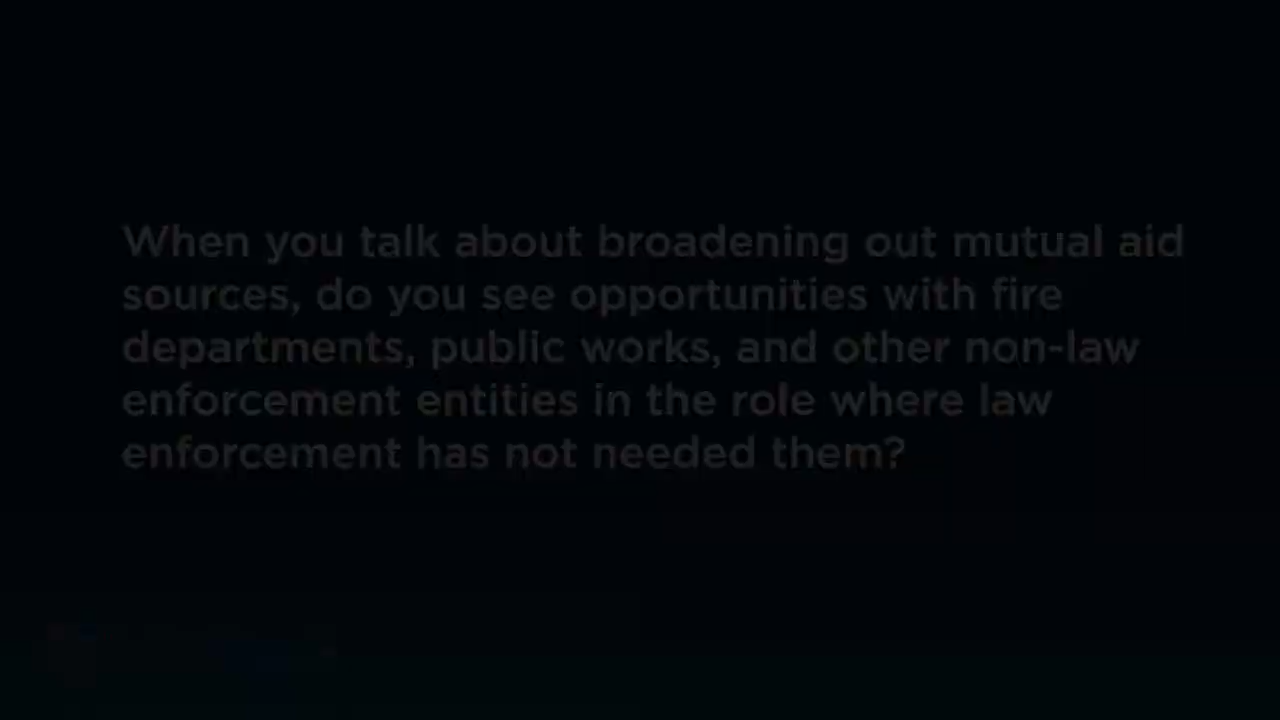 When you talk about broadening out mutual aid
sources, do you see opportunities with fire
departments, public works, and other non-law
enforcement entities in the role where law
enforcement has not needed them?